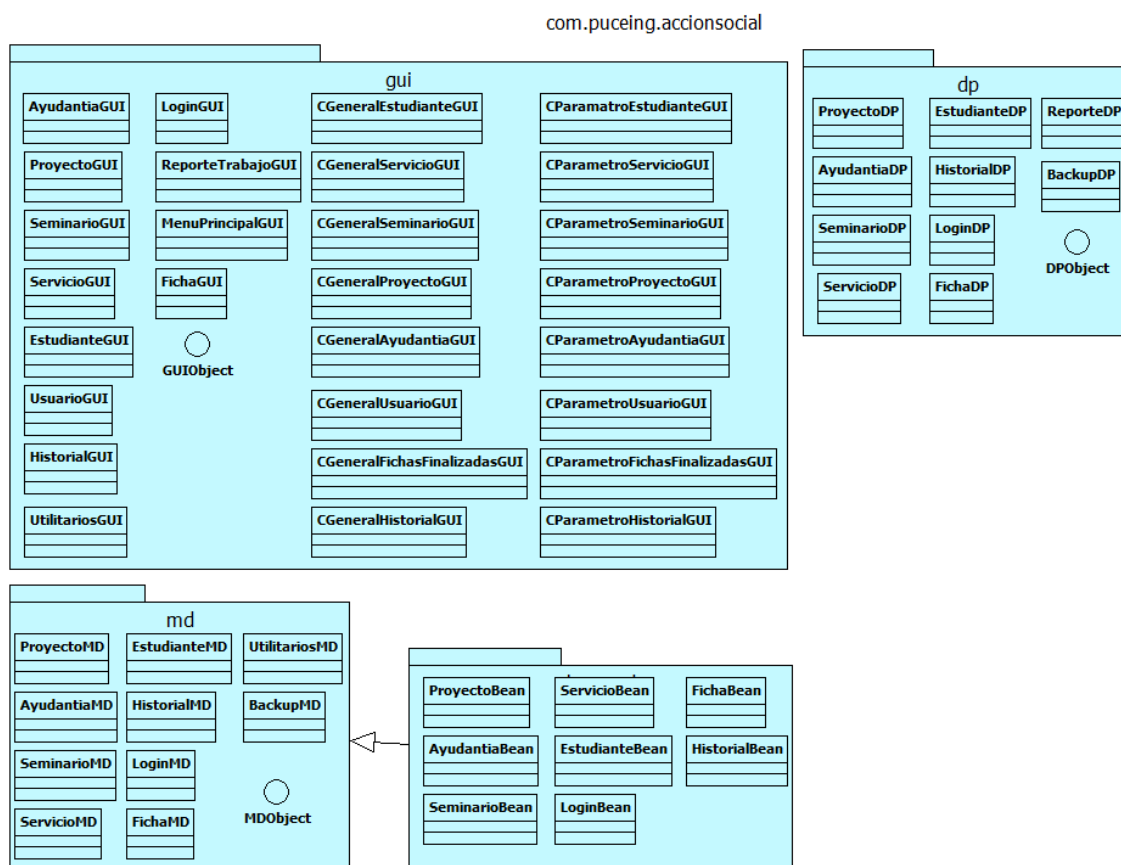 com.puceing.accionsocial
gui
AyudantiaGUI
LoginGUI
CGeneralEstudianteGUI
CParamatroEstudianteGUI
ProyectoGUI
ReporteTrabajoGUI
CGeneralServicioGUI
CParametroServicioGUI
SeminarioGUI
MenuPrincipalGUI
CGeneralSeminarioGUI
CParametroSeminarioGUI
ServicioGUI
FichaGUI
CGeneralProyectoGUI
CParametroProyectoGUI
EstudianteGUI
GUIObject
CGeneralAyudantiaGUI
CParametroAyudantiaGUI
UsuarioGUI
CGeneralUsuarioGUI
CParametroUsuarioGUI
HistorialGUI
CGeneralFichasFinalizadasGUI
CParametroFichasFinalizadasGUI
UtilitariosGUI
CGeneralHistorialGUI
CParametroHistorialGUI
dp
ProyectoDP
EstudianteDP
ReporteDP
AyudantiaDP
HistorialDP
BackupDP
SeminarioDP
LoginDP
DPObject
ServicioDP
FichaDP
md
ProyectoMD
EstudianteMD
UtilitariosMD
AyudantiaMD
HistorialMD
BackupMD
SeminarioMD
LoginMD
MDObject
ServicioMD
FichaMD
ProyectoBean
ServicioBean
FichaBean
AyudantiaBean
EstudianteBean
HistorialBean
SeminarioBean
LoginBean